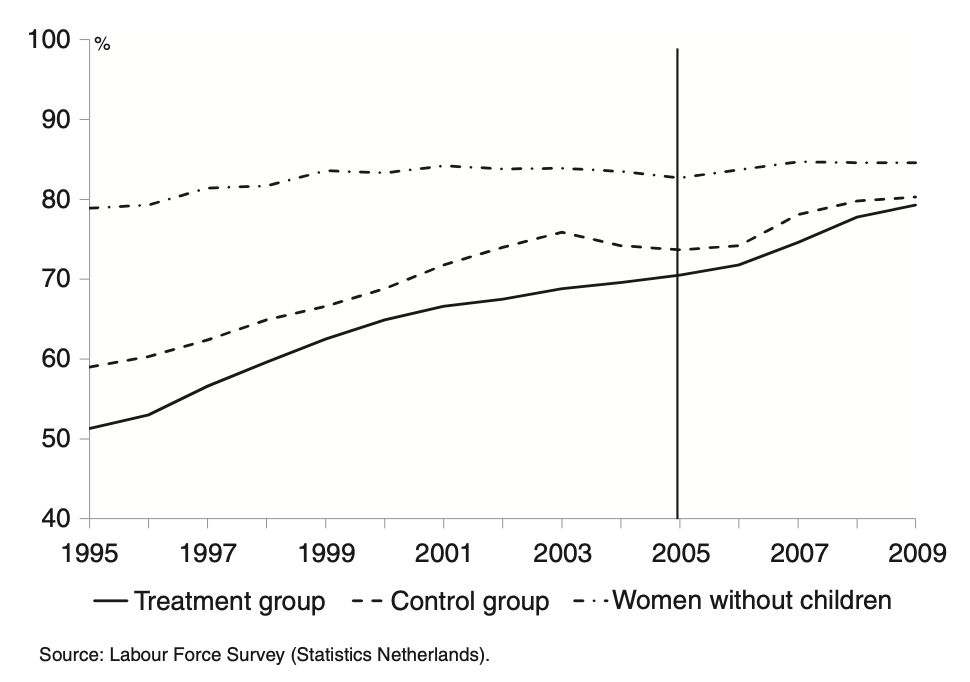 100 %
90
80
70
60
50
40
1995 1997 1999 2001 2003 2005 2007 2009
Treatment group Control group Women without children
Source: Labour Force Survey (Statistics Netherlands).